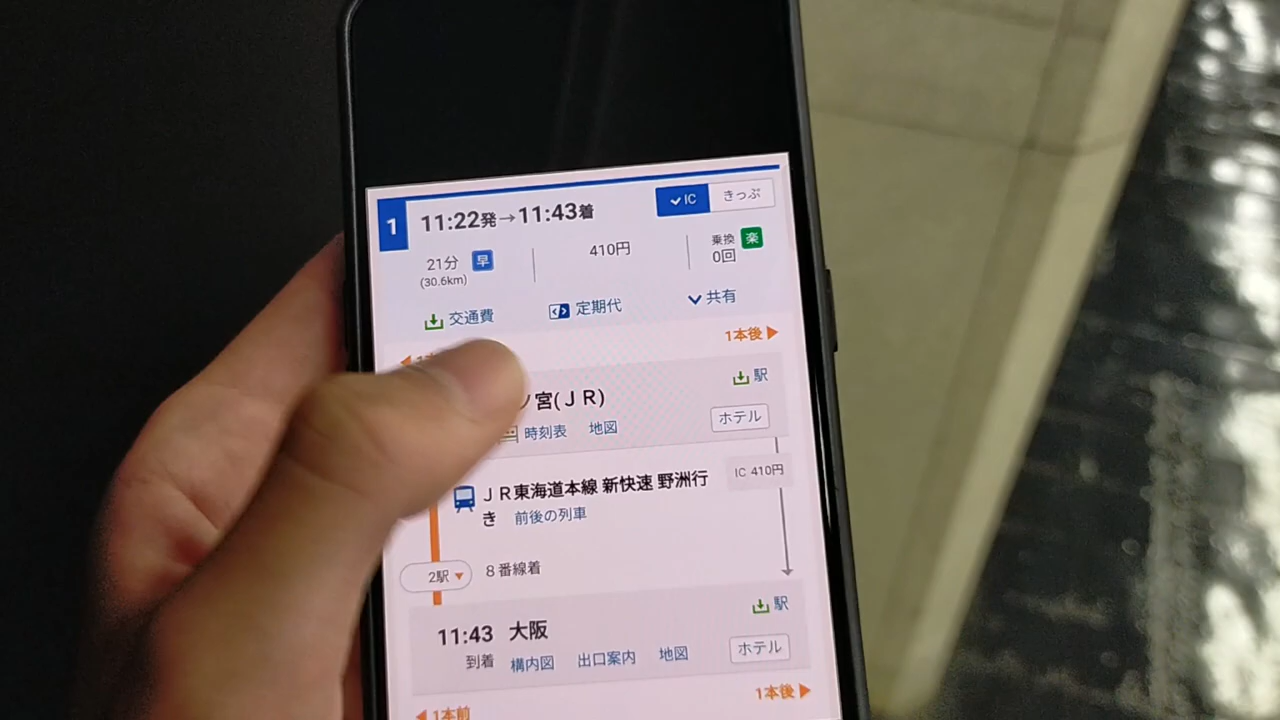 1
11:22発→11:43着
IC
きっぷ
21分
早
(30.6km)
410円
乗換
楽
0回
交通費
定期代
共有
1本後
ノ宮(JR)
駅
時刻表
地図
ホテル
JR東海道本線 新快速 野洲行
き
前後の列車
IC 410円
2駅
8番線着
11:43
大阪
駅
到着
構内図
出口案内
地図
ホテル
1本後
1本前